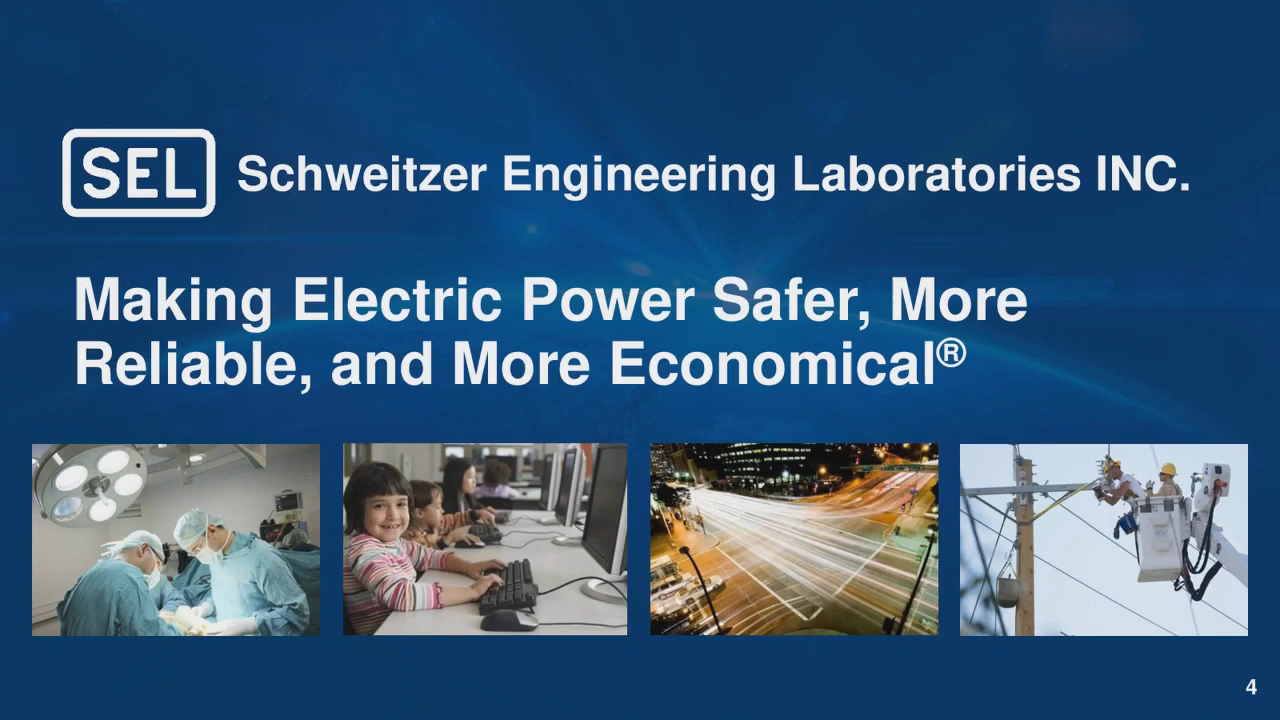 SEL Schweitzer Engineering Laboratories INC.
Making Electric Power Safer, More
Reliable, and More Economical®
4